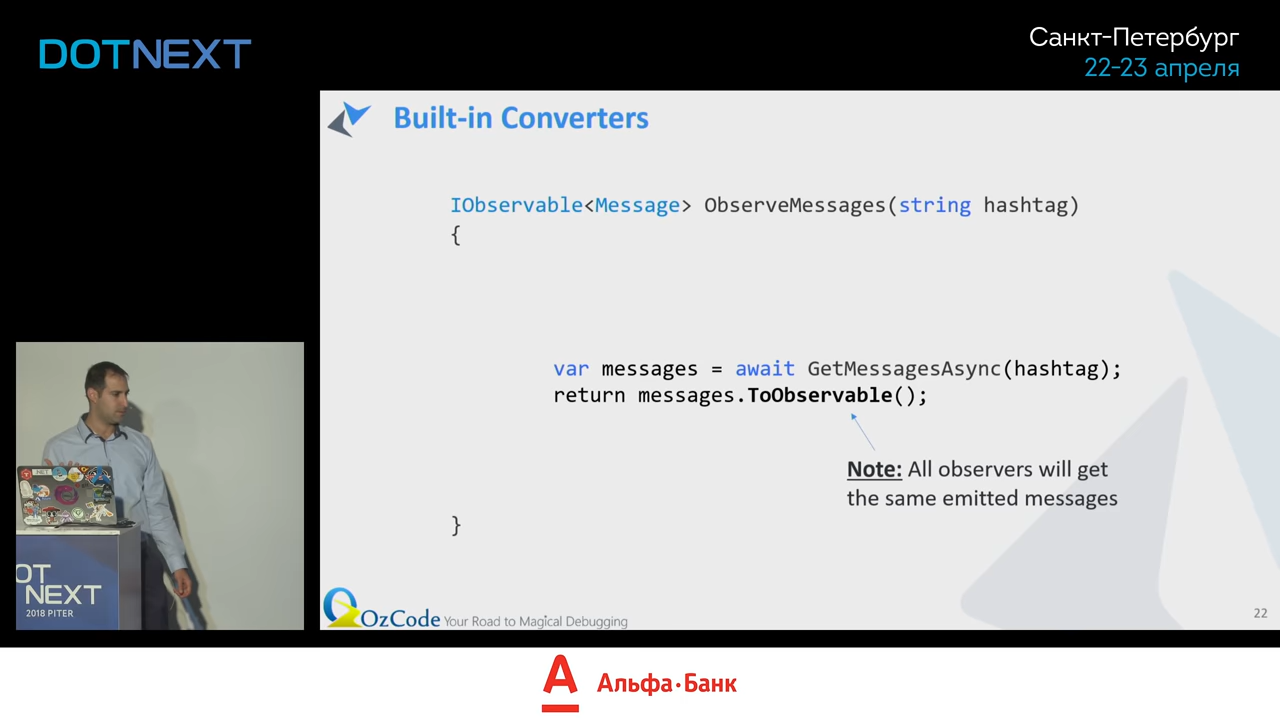 DOTNEXT
Санкт-Петербург
22-23 апреля
Built-in Converters
IObservable<Message> ObserveMessages(string hashtag)
{
var messages = await GetMessagesAsync(hashtag);
return messages.ToObservable();
Note: All observers will get
the same emitted messages
}
OzCode Your Road to Magical Debugging
22
OT
NEXT
2018 PITER
А Альфа·Банк